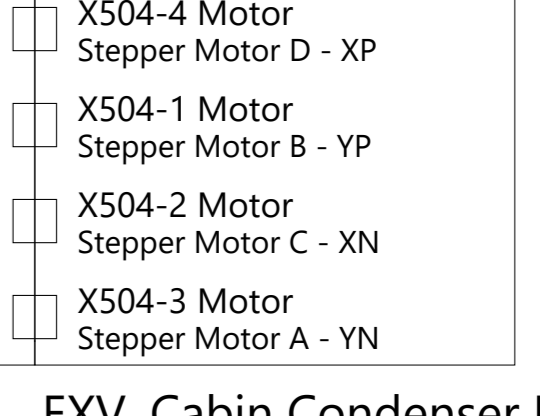 X504-4 Motor
Stepper Motor D - XP
X504-1 Motor
Stepper Motor B - YP
X504-2 Motor
Stepper Motor C - XN
X504-3 Motor
Stepper Motor A - YN
EXV, Cabin Condenser